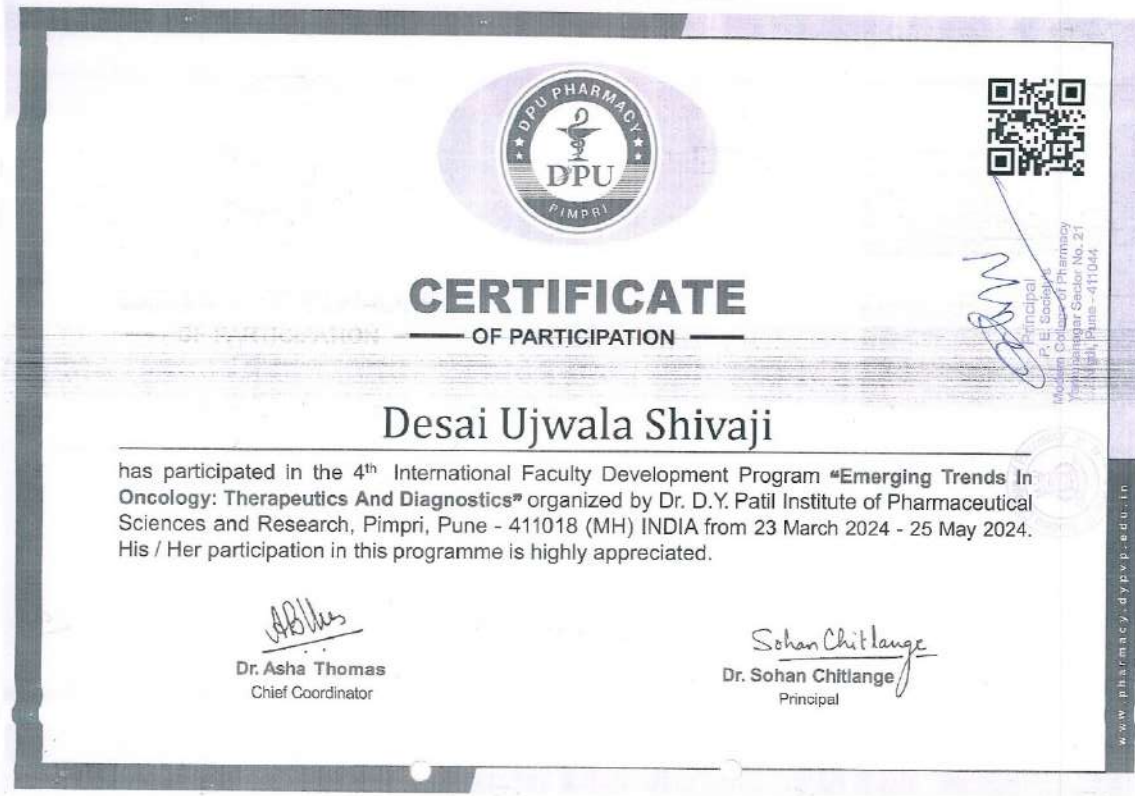 DPU PHARMACY
DPU
PIMPRI
CERTIFICATE
OF PARTICIPATION
Principal
P. E. Society's
Modern College of Pharmacy
Yamunanagar Sector No. 21
Nigdi, Pune - 411044
Desai Ujwala Shivaji
has participated in the 4th International Faculty Development Program "Emerging Trends In
Oncology: Therapeutics And Diagnostics" organized by Dr. D.Y. Patil Institute of Pharmaceutical
Sciences and Research, Pimpri, Pune - 411018 (MH) INDIA from 23 March 2024 - 25 May 2024.
His / Her participation in this programme is highly appreciated.
Sohan Chitlange
Dr. Asha Thomas
Chief Coordinator
Dr. Sohan Chitlange
Principal
www.pharmacy.dypvp.edu.in